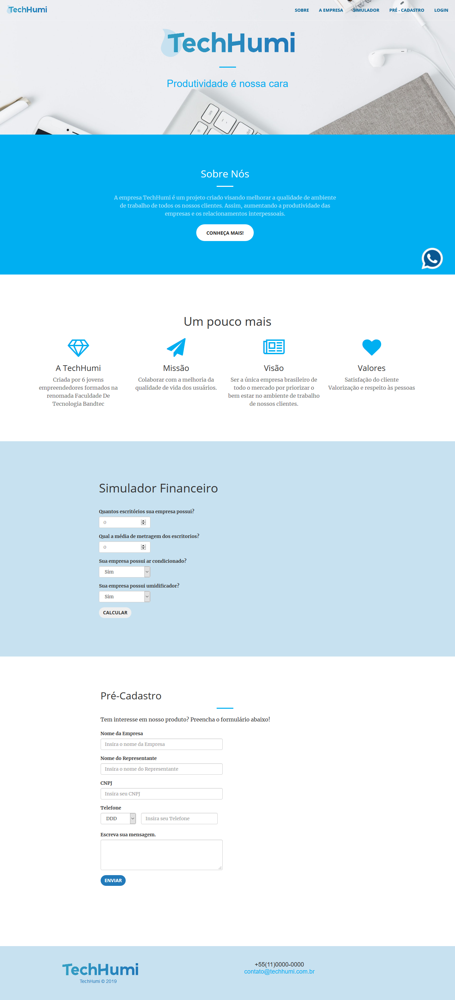 TechHumi
SOBRE A EMPRESA SIMULADOR PRÉ - CADASTRO LOGIN
TechHumi
Produtividade é nossa cara
Sobre Nós
A empresa TechHumi é um projeto criado visando melhorar a qualidade de ambiente
de trabalho de todos os nossos clientes. Assim, aumentando a produtividade das
empresas e os relacionamentos interpessoais.
CONHEÇA MAIS!
Um pouco mais
A TechHumi
Criada por 6 jovens
empreendedores formados na
renomada Faculdade De
Tecnologia Bandtec
Missão
Colaborar com a melhoria da
qualidade de vida dos usuários.
Visão
Ser a única empresa brasileiro de
todo o mercado por priorizar o
bem estar no ambiente de trabalho
de nossos clientes.
Valores
Satisfação do cliente
Valorização e respeito às pessoas
Simulador Financeiro
Quantos escritórios sua empresa possui?
0
Qual a média de metragem dos escritorios?
0
Sua empresa possui ar condicionado?
Sim
Sua empresa possui umidificador?
Sim
CALCULAR
Pré-Cadastro
Tem interesse em nosso produto? Preencha o formulário abaixo!
Nome da Empresa
Insira o nome da Empresa
Nome do Representante
Insira o nome do Representante
CNPJ
Insira seu CNPJ
Telefone
DDD Insira seu Telefone
Escreva sua mensagem.
ENVIAR
TechHumi
TechHumi © 2019
+55(11)0000-0000
contato@techhumi.com.br